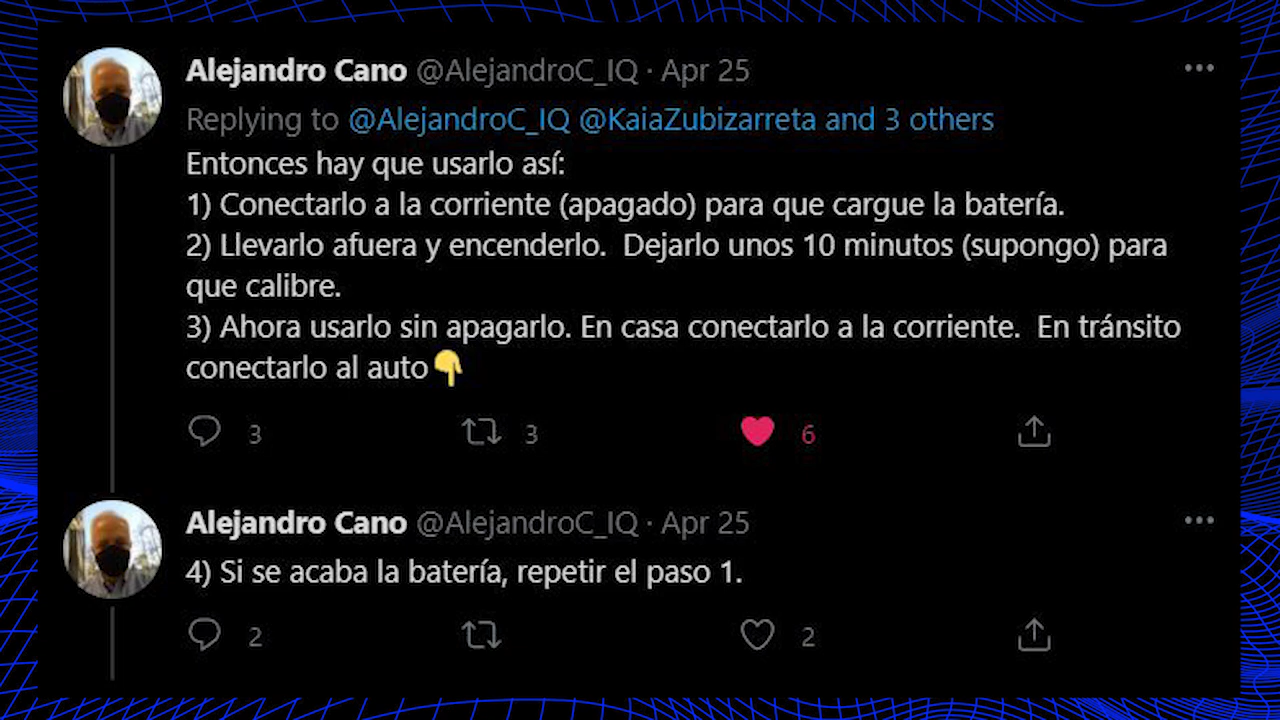 Alejandro Cano @AlejandroC_IQ · Apr 25
Replying to @AlejandroC_IQ @KaiaZubizarreta and 3 others
Entonces hay que usarlo así:
1) Conectarlo a la corriente (apagado) para que cargue la batería.
2) Llevarlo afuera y encenderlo.  Dejarlo unos 10 minutos (supongo) para
que calibre.
3) Ahora usarlo sin apagarlo. En casa conectarlo a la corriente.  En tránsito
conectarlo al auto👇
3 3 6
Alejandro Cano @AlejandroC_IQ · Apr 25
4) Si se acaba la batería, repetir el paso 1.
2 2